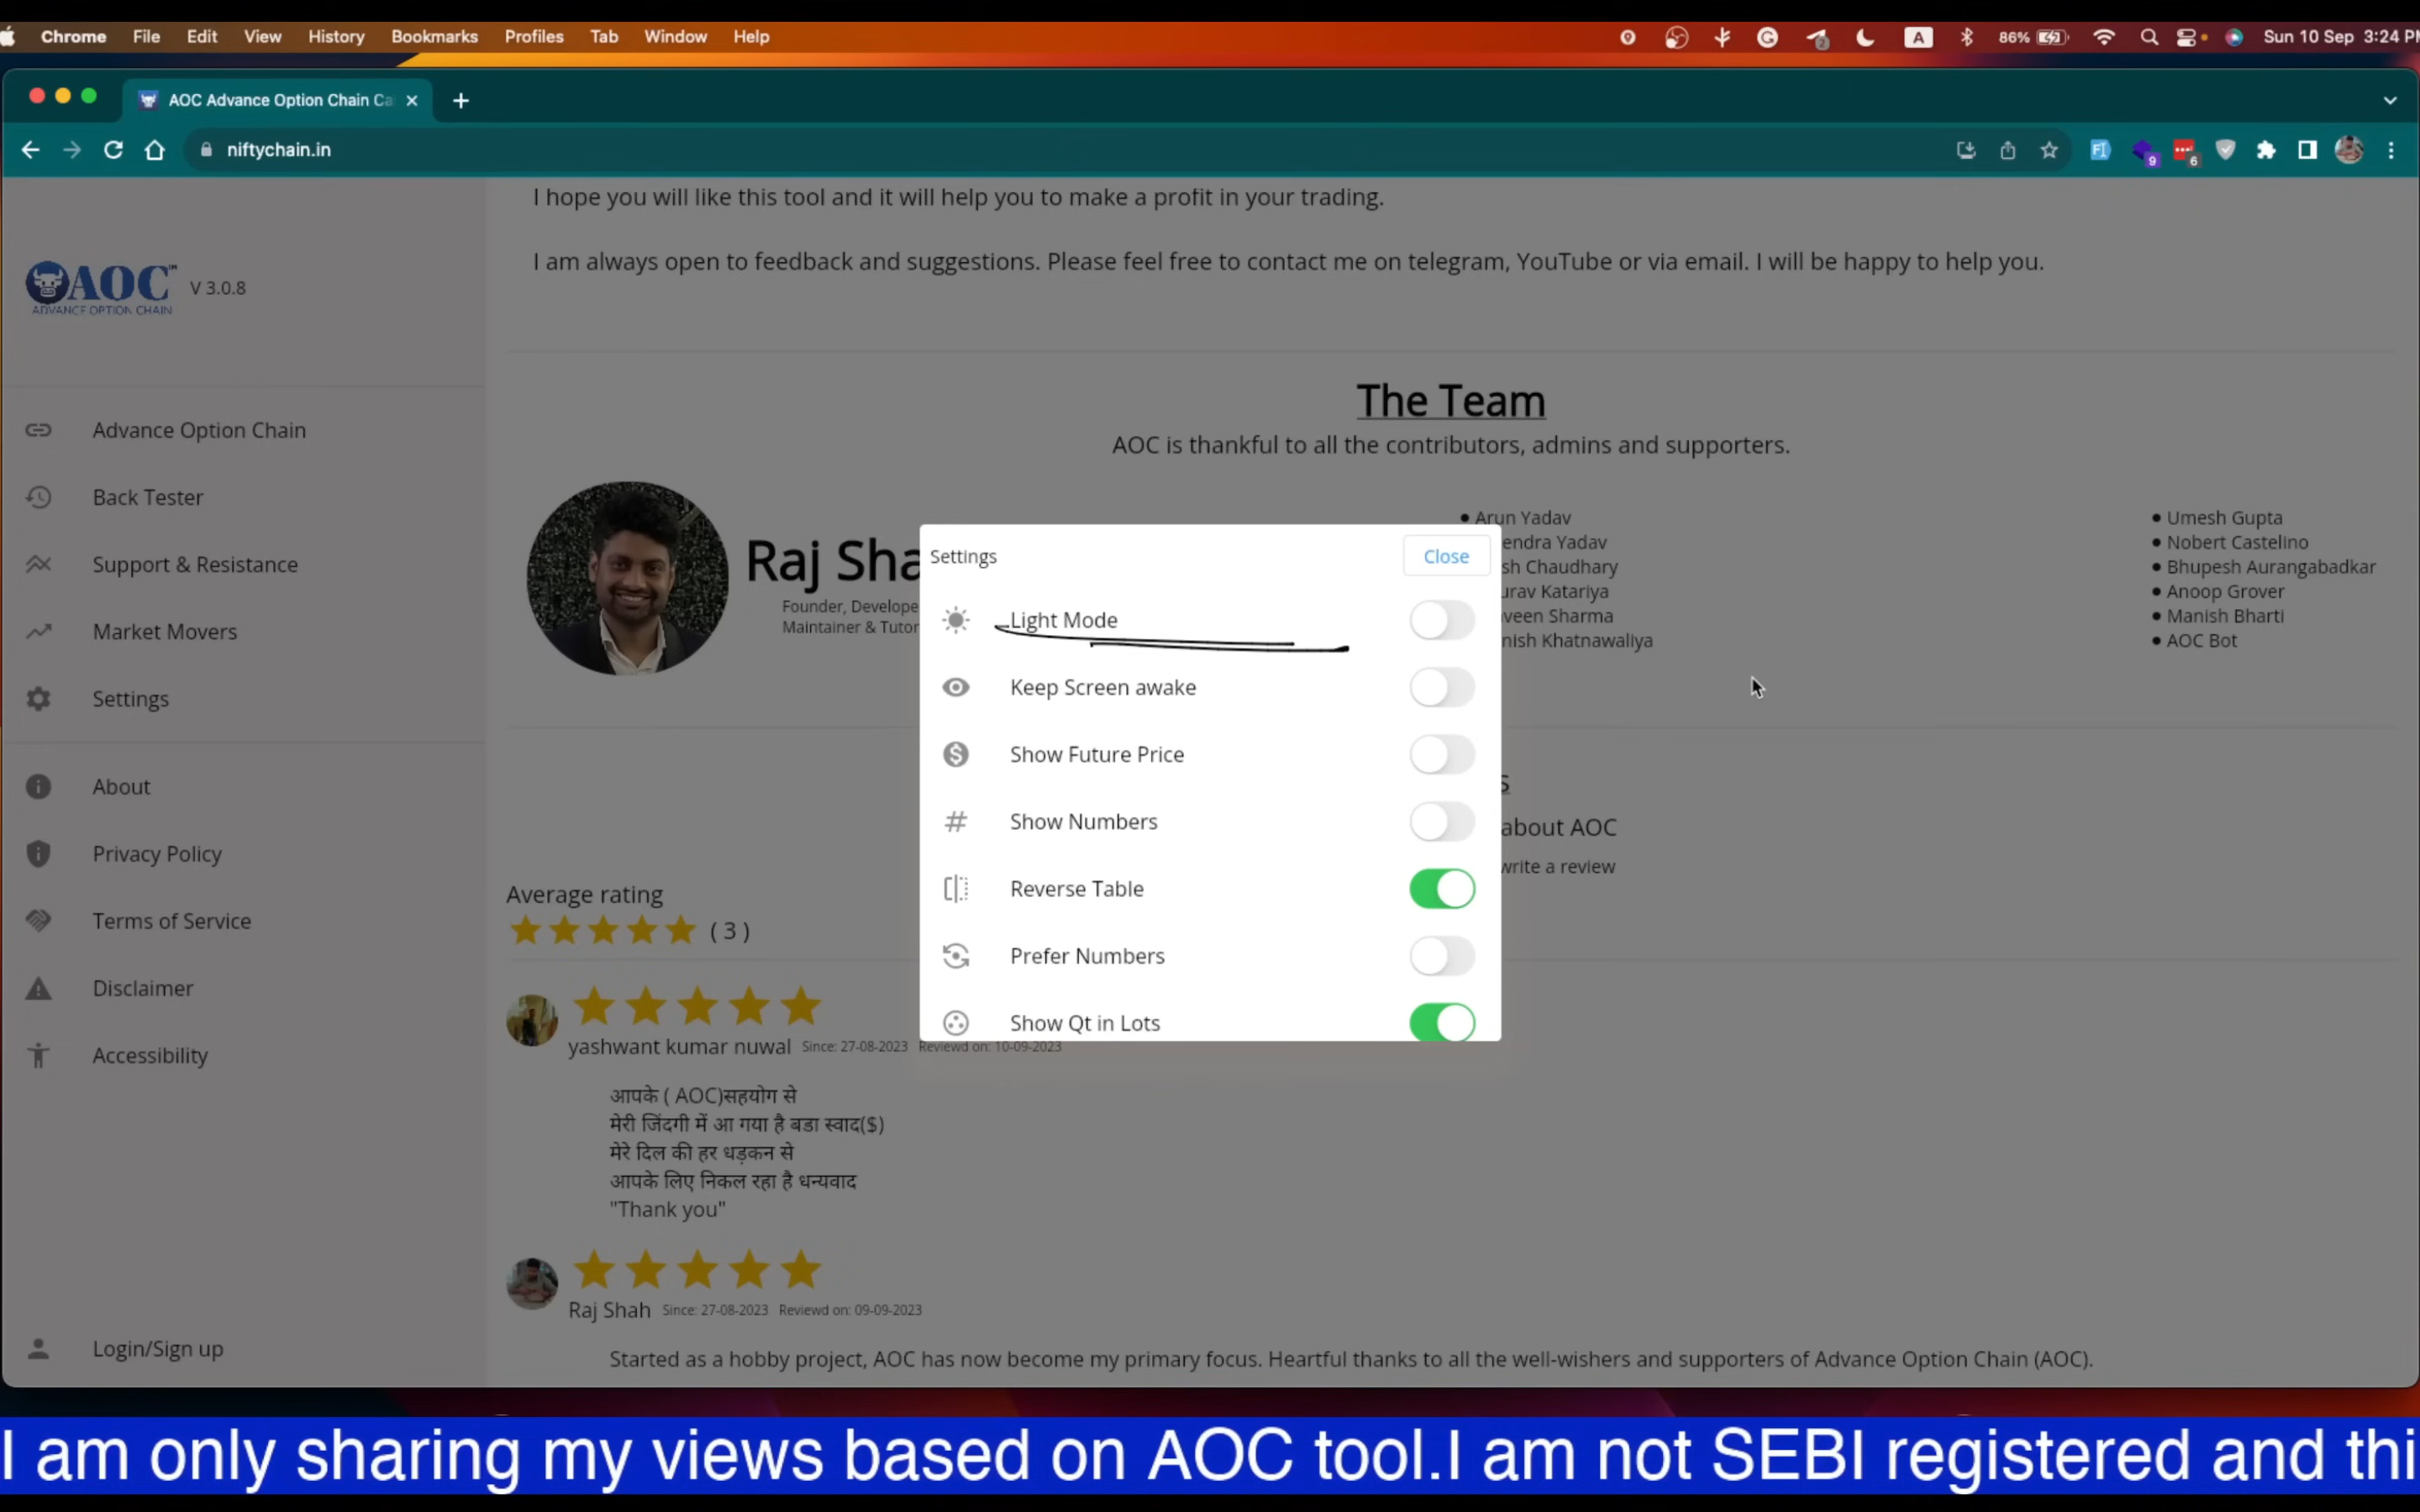 Chrome File Edit View History Bookmarks Profiles Tab Window Help A 86% Sun 10 Sep 3:24
AOC Advance Option Chain
niftychain.in 9 6
I hope you will like this tool and it will help you to make a profit in your trading.
I am always open to feedback and suggestions. Please feel free to contact me on telegram, YouTube or via email. I will be happy to help you.
AOC™ V 3.0.8
ADVANCE OPTION CHAIN
Advance Option Chain
Back Tester
Support & Resistance
Market Movers
Settings
About
Privacy Policy
Terms of Service
Disclaimer
Accessibility
Login/Sign up
The Team
AOC is thankful to all the contributors, admins and supporters.
Raj Sha
Founder, Develope
Maintainer & Tutor
• Arun Yadav
endra Yadav
sh Chaudhary
urav Katariya
veen Sharma
nish Khatnawaliya
• Umesh Gupta
• Nobert Castelino
• Bhupesh Aurangabadkar
• Anoop Grover
• Manish Bharti
• AOC Bot
Settings Close
Light Mode
Keep Screen awake
Show Future Price
Show Numbers
Reverse Table
Prefer Numbers
Show Qt in Lots
s
about AOC
write a review
Average rating
( 3 )
yashwant kumar nuwal Since: 27-08-2023 Reviewd on: 10-09-2023
आपके ( AOC)सहयोग से
मेरी जिंदगी में आ गया है बडा स्वाद($)
मेरे दिल की हर धड़कन से
आपके लिए निकल रहा है धन्यवाद
"Thank you"
Raj Shah Since: 27-08-2023 Reviewd on: 09-09-2023
Started as a hobby project, AOC has now become my primary focus. Heartful thanks to all the well-wishers and supporters of Advance Option Chain (AOC).
I am only sharing my views based on AOC tool.I am not SEBI registered and thi